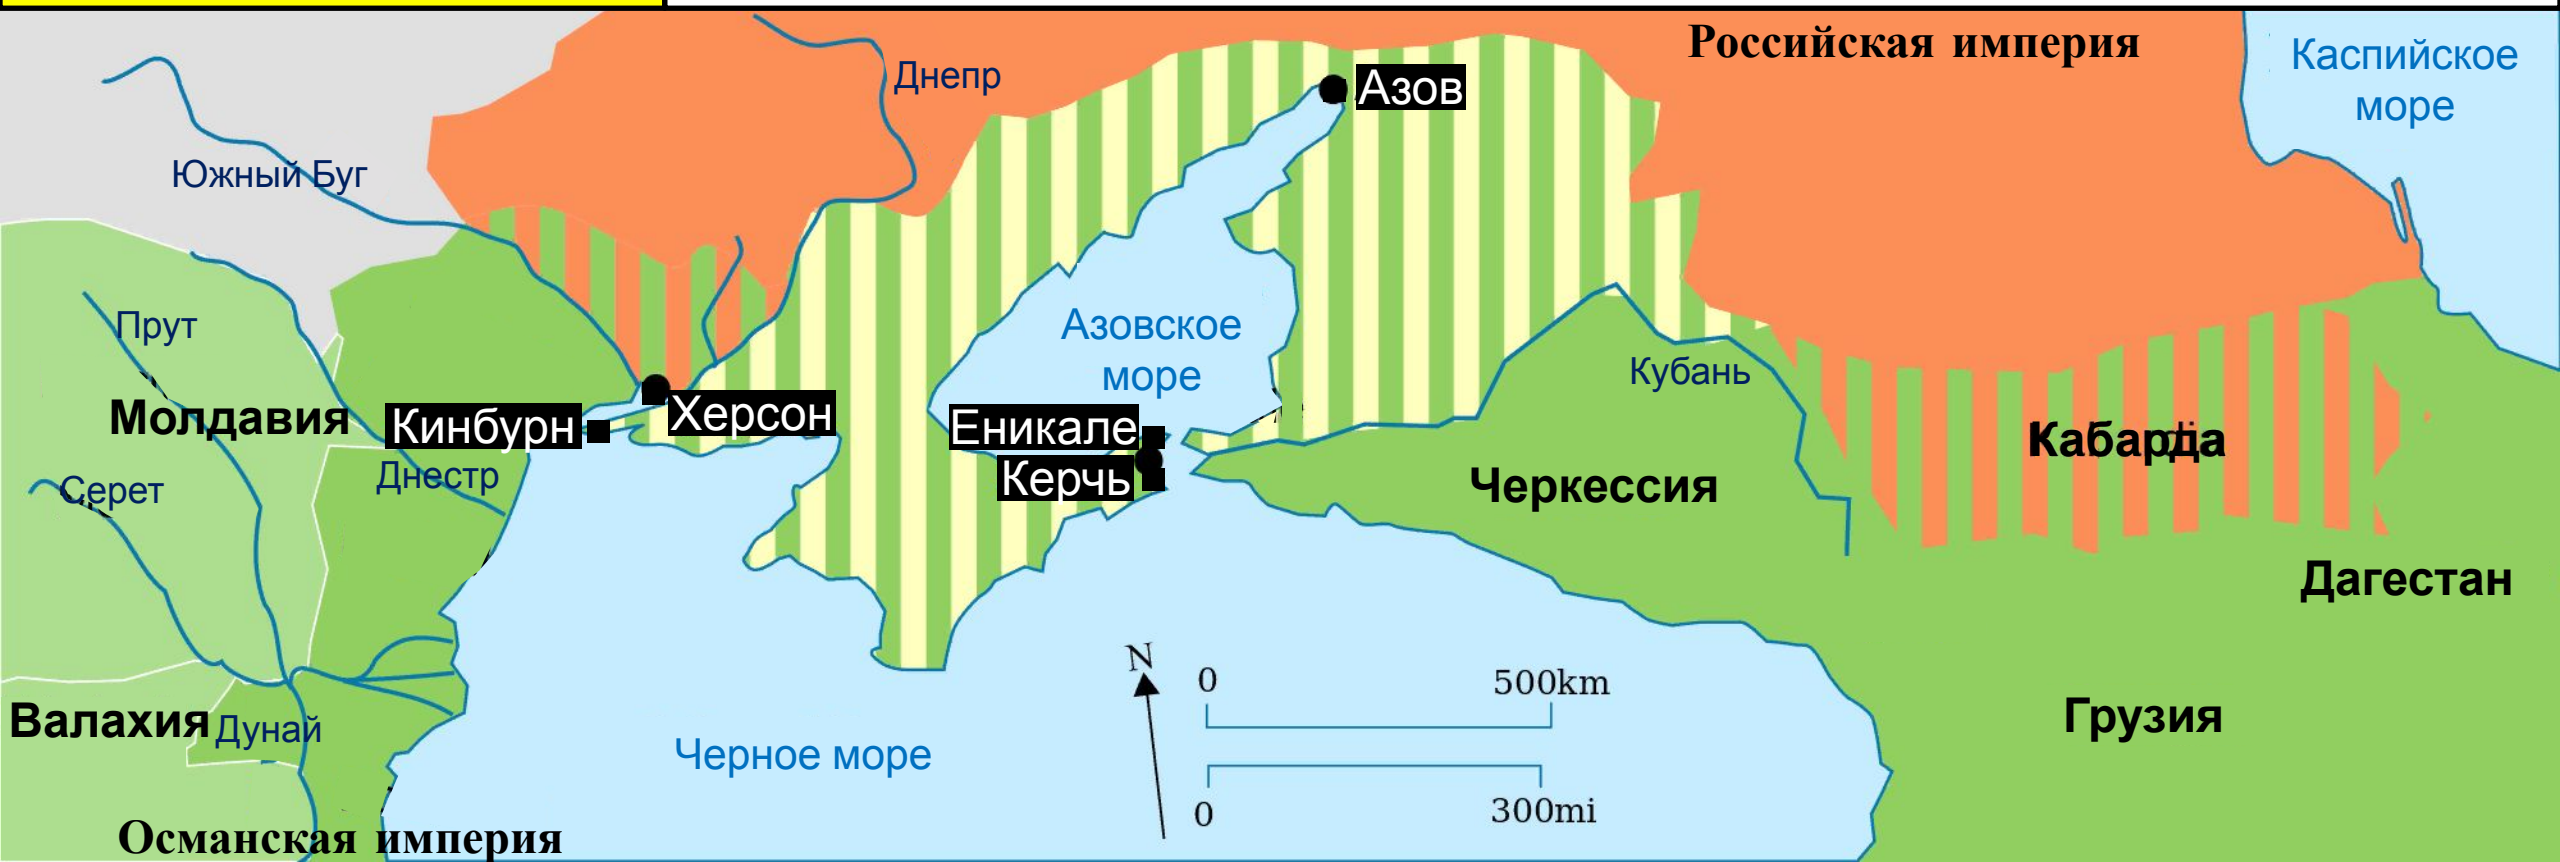 Российская империя
Каспийское
море
Днепр
Азов
Южный Буг
Прут
Азовское
море
Кубань
Молдавия
Кинбурн
Херсон
Еникале
Керчь
Днестр
Серет
Черкессия
Кабарда
Дагестан
N
0
500km
Валахия
Дунай
Грузия
Черное море
0
300mi
Османская империя